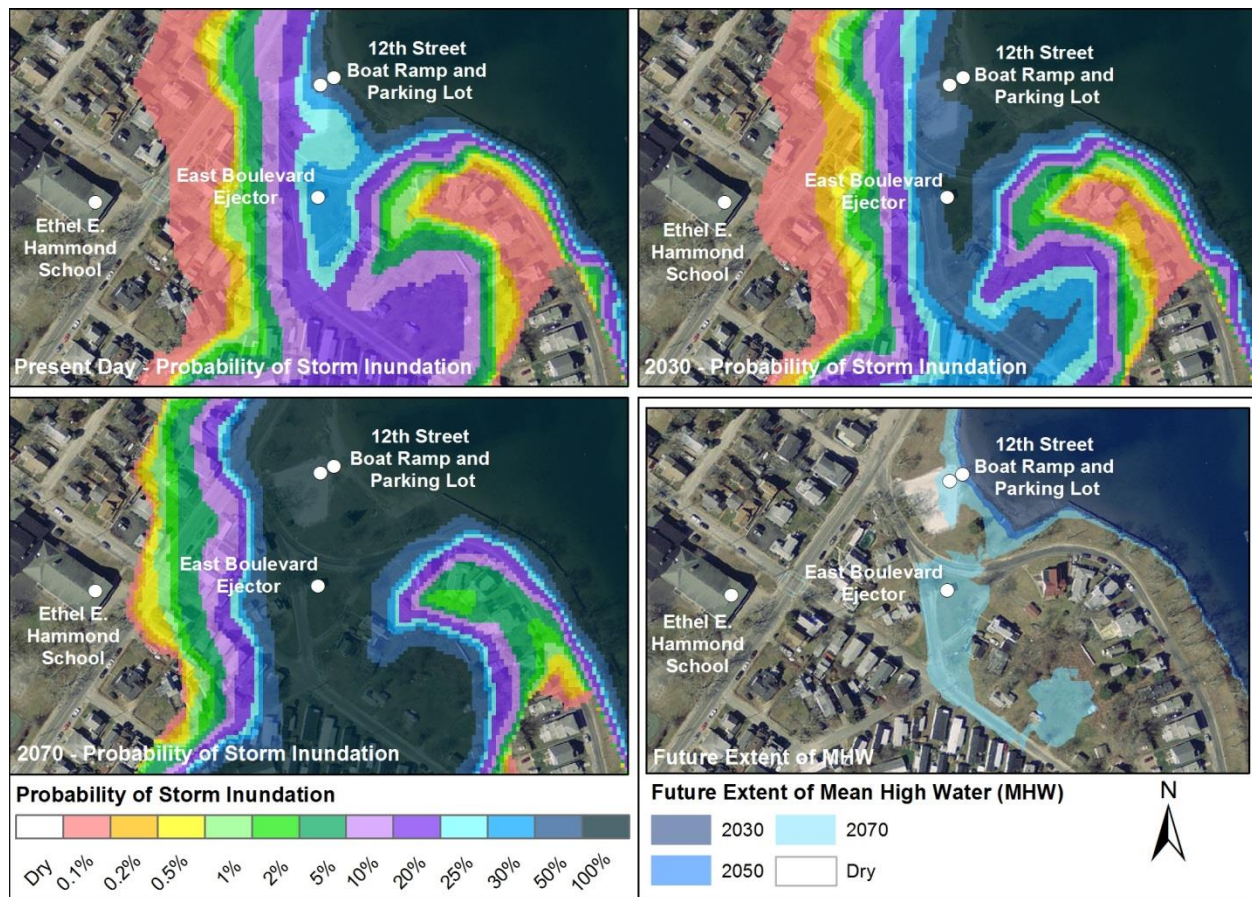 12th Street
Boat Ramp and
Parking Lot
East Boulevard
Ejector
Ethel E.
Hammond
School
Present Day - Probability of Storm Inundation
12th Street
Boat Ramp and
Parking Lot
East Boulevard
Ejector
Ethel E.
Hammond
School
2030 - Probability of Storm Inundation
12th Street
Boat Ramp and
Parking Lot
East Boulevard
Ejector
Ethel E.
Hammond
School
2070 - Probability of Storm Inundation
12th Street
Boat Ramp and
Parking Lot
East Boulevard
Ejector
Ethel E.
Hammond
School
Future Extent of MHW
Probability of Storm Inundation
Dry 0.1% 0.2% 0.5% 1% 2% 5% 10% 20% 25% 30% 50% 100%
Future Extent of Mean High Water (MHW)
2030 2070
2050 Dry
N